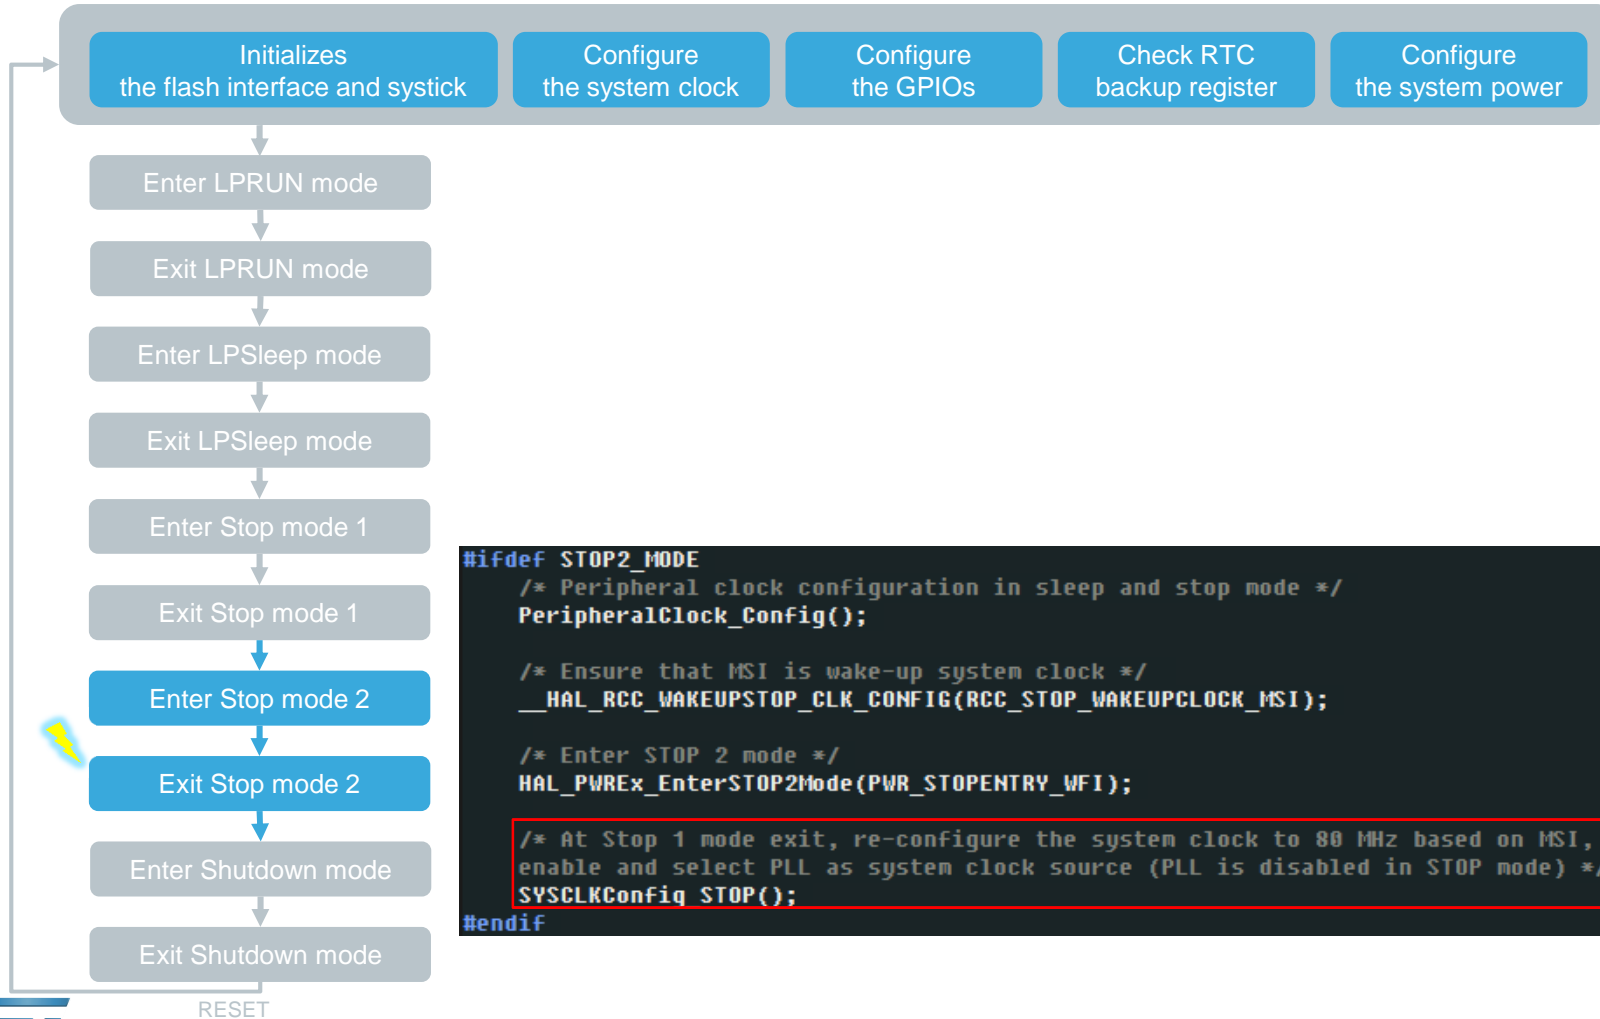 Initializes
the flash interface and systick
Configure
the system clock
Configure
the GPIOs
Check RTC
backup register
Configure
the system power
Enter LPRUN mode
Exit LPRUN mode
Enter LPSleep mode
Exit LPSleep mode
Enter Stop mode 1
Exit Stop mode 1
Enter Stop mode 2
Exit Stop mode 2
Enter Shutdown mode
Exit Shutdown mode
RESET
#ifdef STOP2_MODE
/* Peripheral clock configuration in sleep and stop mode */
PeripheralClock_Config();
/* Ensure that MSI is wake-up system clock */
__HAL_RCC_WAKEUPSTOP_CLK_CONFIG(RCC_STOP_WAKEUPCLOCK_MSI);
/* Enter STOP 2 mode */
HAL_PWREx_EnterSTOP2Mode(PWR_STOPENTRY_WFI);
/* At Stop 1 mode exit, re-configure the system clock to 80 MHz based on MSI,
enable and select PLL as system clock source (PLL is disabled in STOP mode) */
SYSCLKConfig_STOP();
#endif